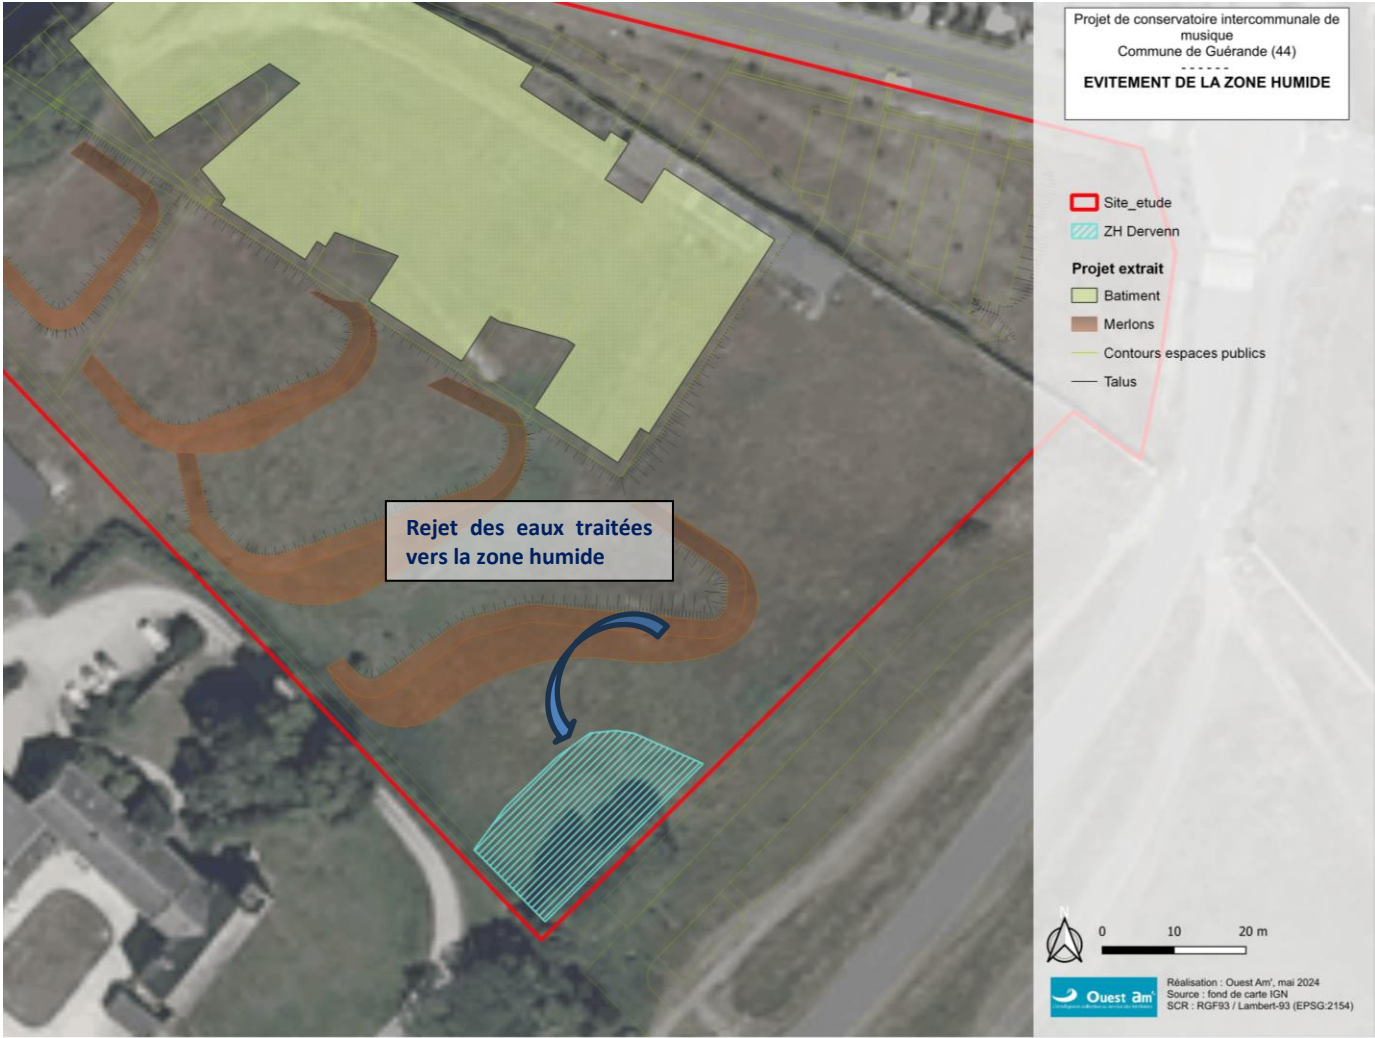 Projet de conservatoire intercommunale de
musique
Commune de Guérande (44)
------
EVITEMENT DE LA ZONE HUMIDE
Site_etude
ZH Dervenn
Projet extrait
Batiment
Merlons
Contours espaces publics
Talus
Rejet des eaux traitées
vers la zone humide
N
0 10 20 m
Ouest am'
Réalisation : Ouest Am', mai 2024
Source : fond de carte IGN
SCR : RGF93 / Lambert-93 (EPSG:2154)